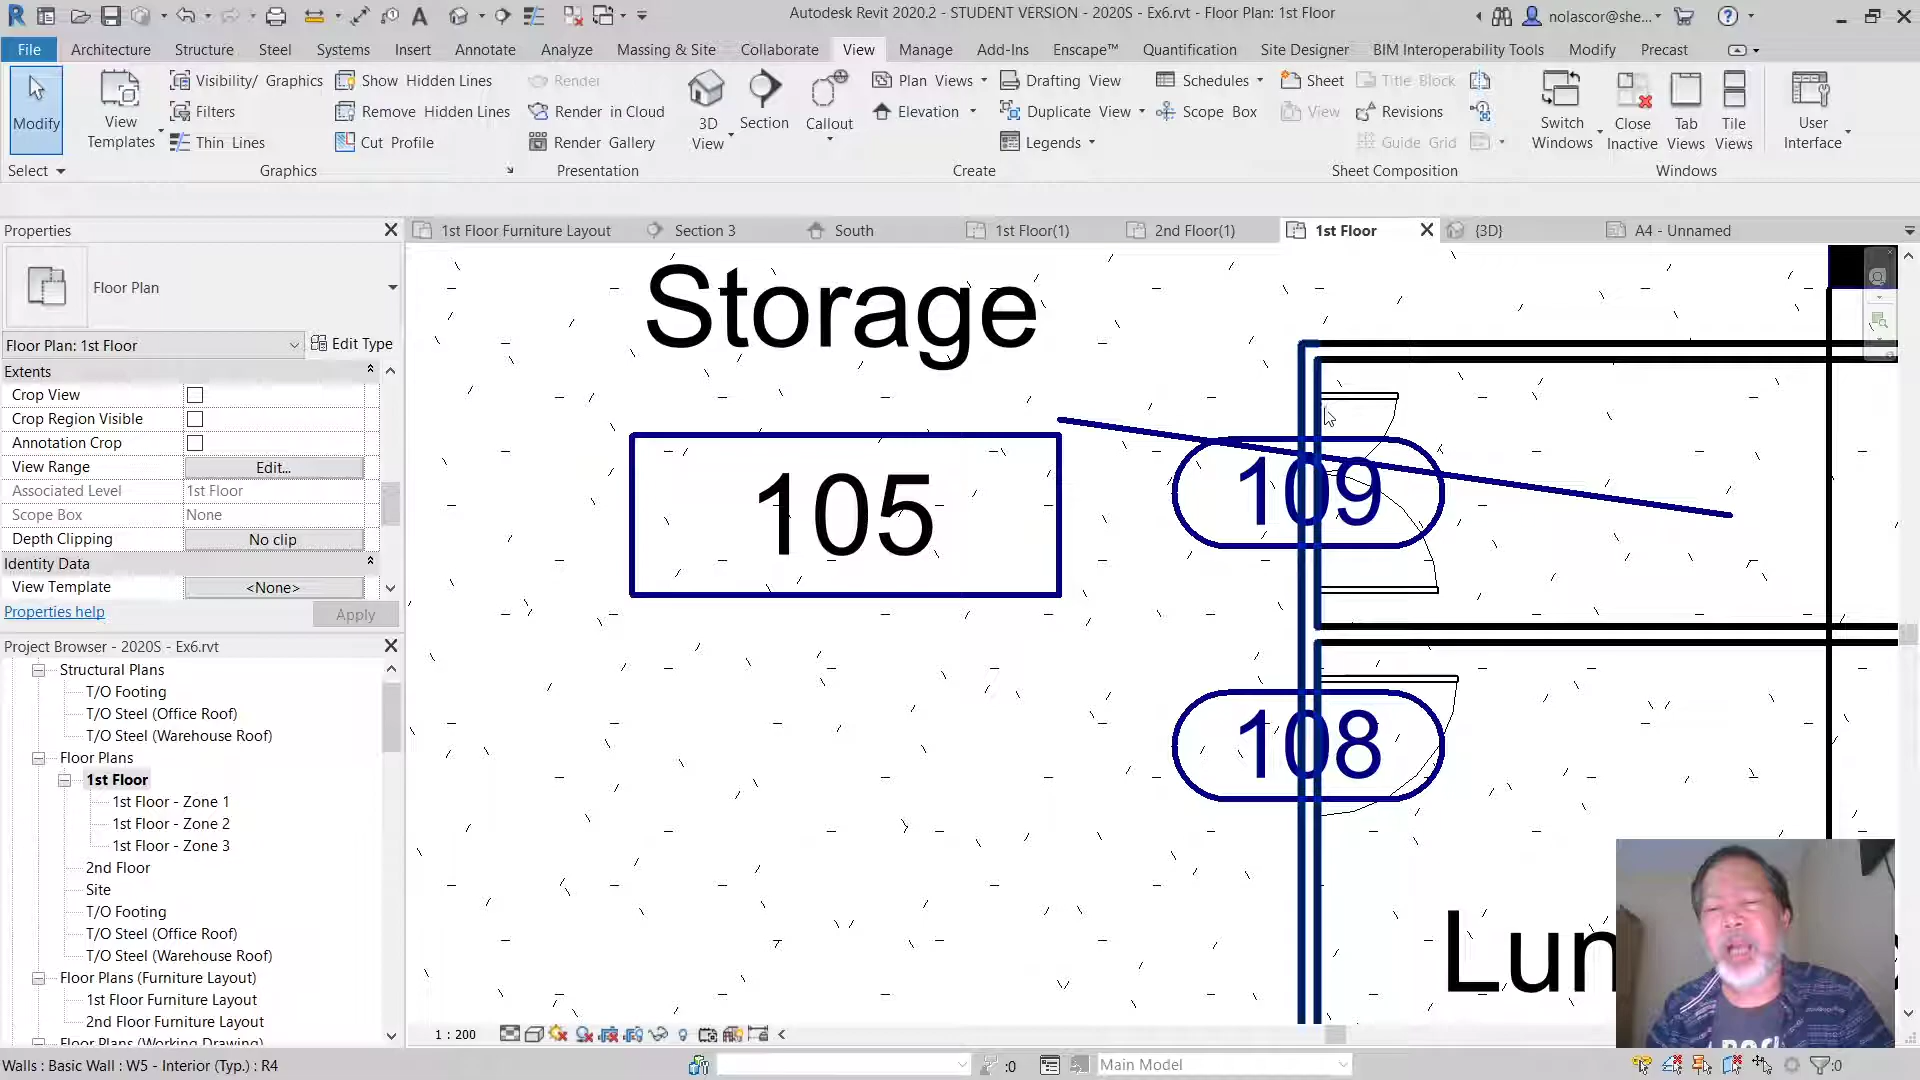 Autodesk Revit 2020.2 - STUDENT VERSION - 2020S - Ex6.rvt - Floor Plan: 1st Floor
nolascor@she...
File Architecture Structure Steel Systems Insert Annotate Analyze Massing & Site Collaborate View Manage Add-Ins Enscape™ Quantification Site Designer BIM Interoperability Tools Modify Precast
Modify
View Templates
Visibility/ Graphics
Filters
Thin Lines
Show Hidden Lines
Remove Hidden Lines
Cut Profile
Render
Render in Cloud
Render Gallery
3D View
Section
Callout
Plan Views
Elevation
Drafting View
Duplicate View
Legends
Schedules
Scope Box
Sheet
View
Title Block
Revisions
Guide Grid
Switch Windows
Close Inactive
Tab Views
Tile Views
User Interface
Select Graphics Presentation Create Sheet Composition Windows
Properties
1st Floor Furniture Layout Section 3 South 1st Floor(1) 2nd Floor(1) 1st Floor {3D} A4 - Unnamed
Floor Plan
Floor Plan: 1st Floor Edit Type
Extents
Crop View
Crop Region Visible
Annotation Crop
View Range Edit...
Associated Level 1st Floor
Scope Box None
Depth Clipping No clip
Identity Data
View Template <None>
Properties help Apply
Project Browser - 2020S - Ex6.rvt
Structural Plans
T/O Footing
T/O Steel (Office Roof)
T/O Steel (Warehouse Roof)
Floor Plans
1st Floor
1st Floor - Zone 1
1st Floor - Zone 2
1st Floor - Zone 3
2nd Floor
Site
T/O Footing
T/O Steel (Office Roof)
T/O Steel (Warehouse Roof)
Floor Plans (Furniture Layout)
1st Floor Furniture Layout
2nd Floor Furniture Layout
Floor Plans (Working Drawing)
Storage
105
109
108
Lun
1 : 200
Walls : Basic Wall : W5 - Interior (Typ.) : R4
:0
Main Model
:0